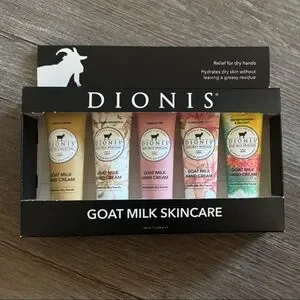 Relief for dry hands
Hydrates dry skin without
leaving a greasy residue
DIONIS®
DIONIS
GOAT MILK
HAND CREAM
DIONIS
GOAT MILK
HAND CREAM
DIONIS
GOAT MILK
HAND CREAM
DIONIS
GOAT MILK
HAND CREAM
DIONIS
GOAT MILK
HAND CREAM
GOAT MILK SKINCARE